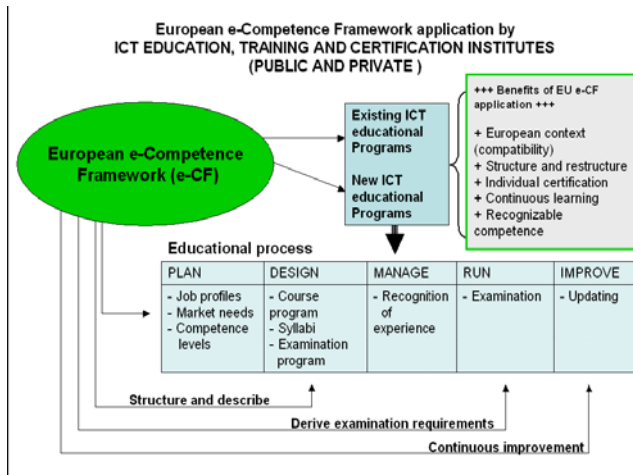 European e-Competence Framework application by
ICT EDUCATION, TRAINING AND CERTIFICATION INSTITUTES
(PUBLIC AND PRIVATE )
European e-Competence
Framework (e-CF)
Existing ICT
educational
Programs
New ICT
educational
Programs
+++ Benefits of EU e-CF
application +++
+ European context
(compatibility)
+ Structure and restructure
+ Individual certification
+ Continuous learning
+ Recognizable
competence
Educational process
PLAN
- Job profiles
- Market needs
- Competence
levels
DESIGN
- Course
program
- Syllabi
- Examination
program
MANAGE
- Recognition
of
experience
RUN
- Examination
IMPROVE
- Updating
Structure and describe
Derive examination requirements
Continuous improvement